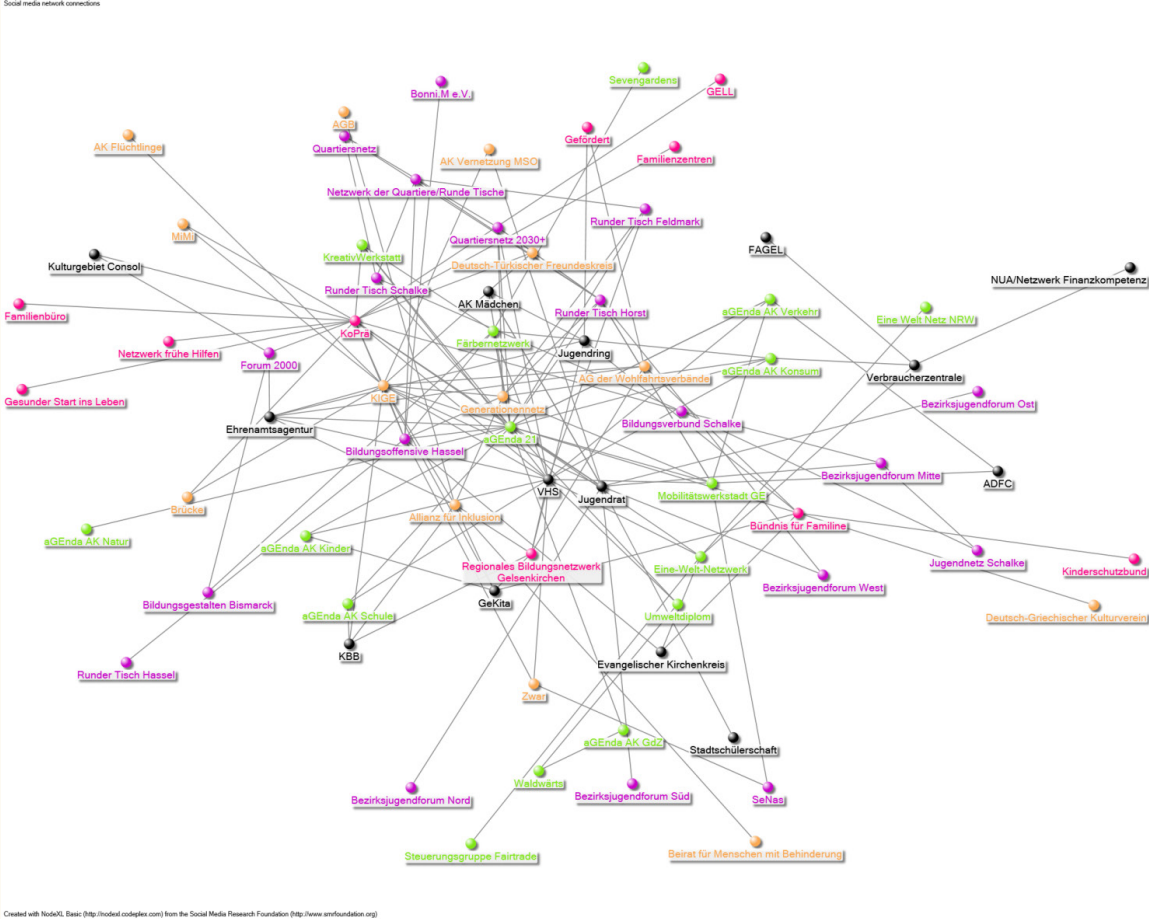 Social media network connections
Sevengardens
Bonni.M e.V.
GELL
AGB
Gefördert
AK Flüchtlinge
Quartiersnetz
AK Vernetzung MSO
Familienzentren
Netzwerk der Quartiere/Runde Tische
Runder Tisch Feldmark
MiMi
Quartiersnetz 2030+
FAGEL
KreativWerkstatt
Deutsch-Türkischer Freundeskreis
Kulturgebiet Consol
NUA/Netzwerk Finanzkompetenz
Runder Tisch Schalke
AK Mädchen
Runder Tisch Horst
aGEnda AK Verkehr
Familienbüro
Eine Welt Netz NRW
KoPrä
Färbernetzwerk
Netzwerk frühe Hilfen
Jugendring
Forum 2000
aGEnda AK Konsum
Verbraucherzentrale
AG der Wohlfahrtsverbände
Gesunder Start ins Leben
KIGE
Generationennetz
Bezirksjugendforum Ost
Ehrenamtsagentur
Bildungsverbund Schalke
aGEnda 21
Bildungsoffensive Hassel
Bezirksjugendforum Mitte
ADFC
VHS
Jugendrat
Mobilitätswerkstadt GE
Brücke
Allianz für Inklusion
Bündnis für Familine
aGEnda AK Natur
aGEnda AK Kinder
Regionales Bildungsnetzwerk
Gelsenkirchen
Eine-Welt-Netzwerk
Jugendnetz Schalke
Kinderschutzbund
Bezirksjugendforum West
Bildungsgestalten Bismarck
GeKita
aGEnda AK Schule
Umweltdiplom
Deutsch-Griechischer Kulturverein
KBB
Evangelischer Kirchenkreis
Runder Tisch Hassel
Zwar
aGEnda AK GdZ
Stadtschülerschaft
Waldwärts
Bezirksjugendforum Nord
Bezirksjugendforum Süd
SeNas
Steuerungsgruppe Fairtrade
Beirat für Menschen mit Behinderung
Created with NodeXL Basic (http://nodexl.codeplex.com) from the Social Media Research Foundation (http://www.smrfoundation.org)